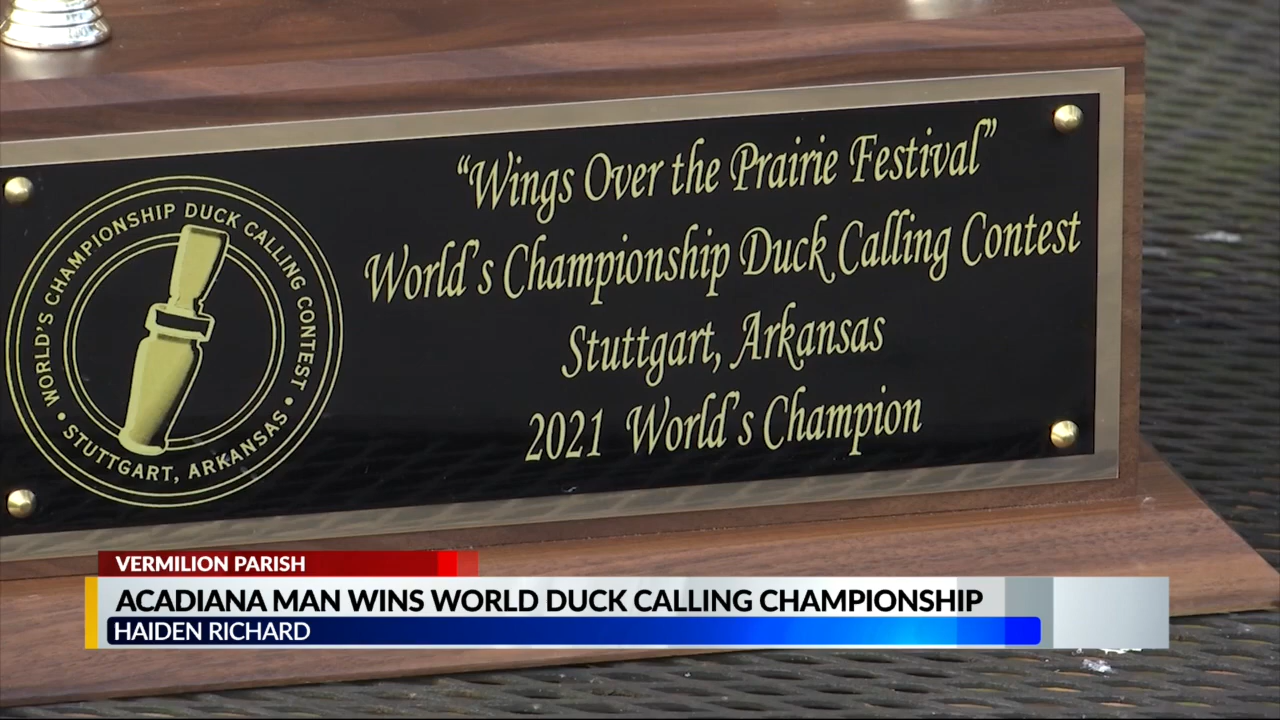 WORLD'S CHAMPIONSHIP DUCK CALLING CONTEST •
STUTTGART, ARKANSAS •
“Wings Over the Prairie Festival”
World's Championship Duck Calling Contest
Stuttgart, Arkansas
2021 World's Champion
VERMILION PARISH
ACADIANA MAN WINS WORLD DUCK CALLING CHAMPIONSHIP
HAIDEN RICHARD